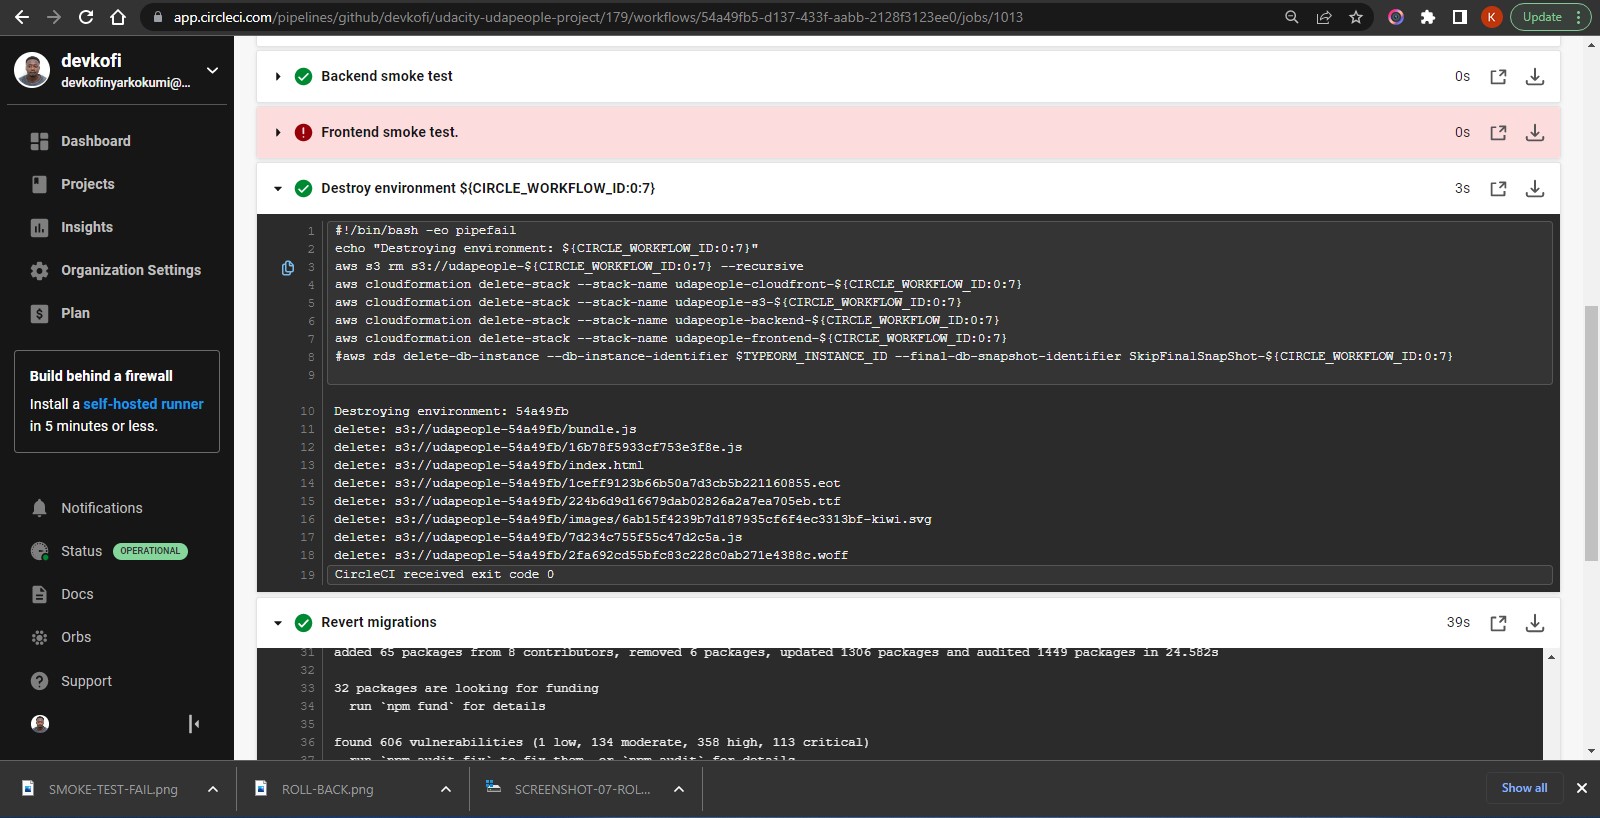 app.circleci.com/pipelines/github/devkofi/udacity-udapeople-project/179/workflows/54a49fb5-d137-433f-aabb-2128f3123ee0/jobs/1013
K
Update
devkofi
devkofinyarkokumi@...
Dashboard
Projects
Insights
Organization Settings
Plan
Build behind a firewall
Install a self-hosted runner
in 5 minutes or less.
Notifications
Status OPERATIONAL
Docs
Orbs
Support
Backend smoke test 0s
Frontend smoke test. 0s
Destroy environment ${CIRCLE_WORKFLOW_ID:0:7} 3s
1 #!/bin/bash -eo pipefail
2 echo "Destroying environment: ${CIRCLE_WORKFLOW_ID:0:7}"
3 aws s3 rm s3://udapeople-${CIRCLE_WORKFLOW_ID:0:7} --recursive
4 aws cloudformation delete-stack --stack-name udapeople-cloudfront-${CIRCLE_WORKFLOW_ID:0:7}
5 aws cloudformation delete-stack --stack-name udapeople-s3-${CIRCLE_WORKFLOW_ID:0:7}
6 aws cloudformation delete-stack --stack-name udapeople-backend-${CIRCLE_WORKFLOW_ID:0:7}
7 aws cloudformation delete-stack --stack-name udapeople-frontend-${CIRCLE_WORKFLOW_ID:0:7}
8 #aws rds delete-db-instance --db-instance-identifier $TYPEORM_INSTANCE_ID --final-db-snapshot-identifier SkipFinalSnapShot-${CIRCLE_WORKFLOW_ID:0:7}
9
10 Destroying environment: 54a49fb
11 delete: s3://udapeople-54a49fb/bundle.js
12 delete: s3://udapeople-54a49fb/16b78f5933cf753e3f8e.js
13 delete: s3://udapeople-54a49fb/index.html
14 delete: s3://udapeople-54a49fb/1ceff9123b66b50a7d3cb5b221160855.eot
15 delete: s3://udapeople-54a49fb/224b6d9d16679dab02826a2a7ea705eb.ttf
16 delete: s3://udapeople-54a49fb/images/6ab15f4239b7d187935cf6f4ec3313bf-kiwi.svg
17 delete: s3://udapeople-54a49fb/7d234c755f55c47d2c5a.js
18 delete: s3://udapeople-54a49fb/2fa692cd55bfc83c228c0ab271e4388c.woff
19 CircleCI received exit code 0
Revert migrations 39s
31 added 65 packages from 8 contributors, removed 6 packages, updated 1306 packages and audited 1449 packages in 24.582s
32
33 32 packages are looking for funding
34 run `npm fund` for details
35
36 found 606 vulnerabilities (1 low, 134 moderate, 358 high, 113 critical)
37 run `npm audit fix` to fix them, or `npm audit` for details
SMOKE-TEST-FAIL.png
ROLL-BACK.png
SCREENSHOT-07-ROL...
Show all